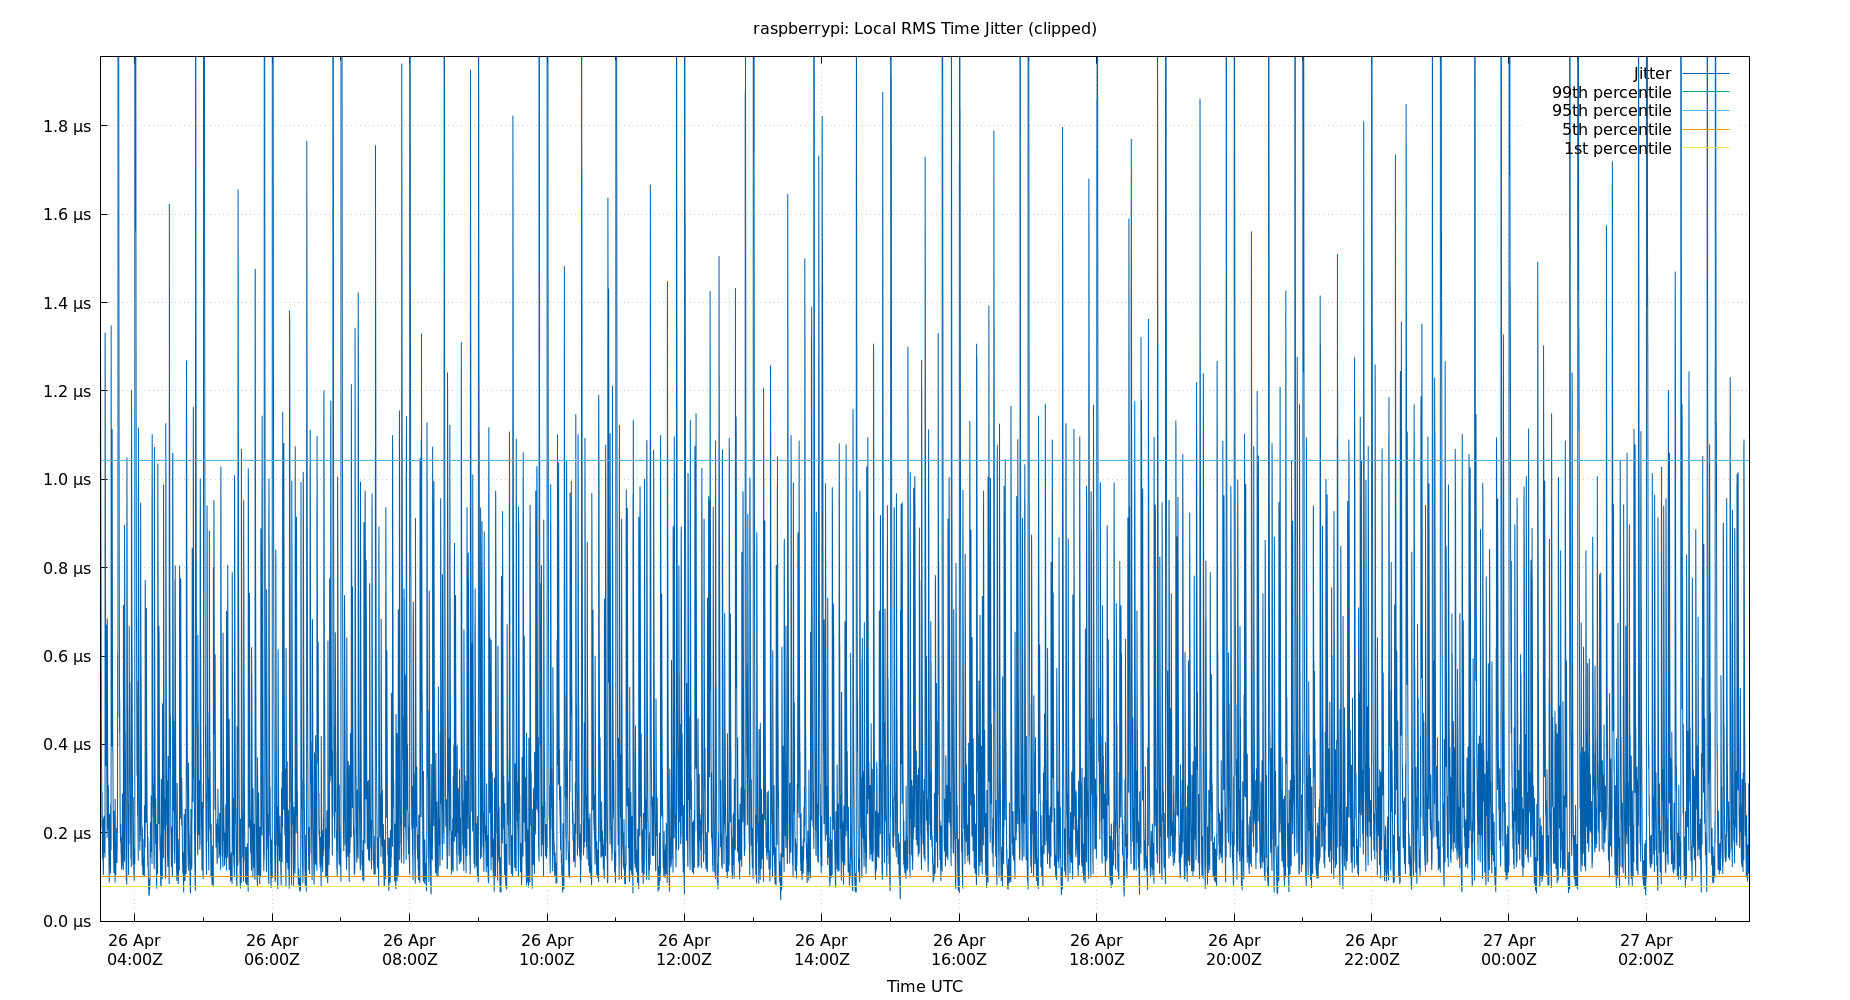 raspberrypi: Local RMS Time Jitter (clipped)
Jitter
99th percentile
95th percentile
5th percentile
1st percentile
1.8 µs
1.6 µs
1.4 µs
1.2 µs
1.0 µs
0.8 µs
0.6 µs
0.4 µs
0.2 µs
0.0 µs
26 Apr 26 Apr 26 Apr 26 Apr 26 Apr 26 Apr 26 Apr 26 Apr 26 Apr 26 Apr 27 Apr 27 Apr
04:00Z 06:00Z 08:00Z 10:00Z 12:00Z 14:00Z 16:00Z 18:00Z 20:00Z 22:00Z 00:00Z 02:00Z
Time UTC